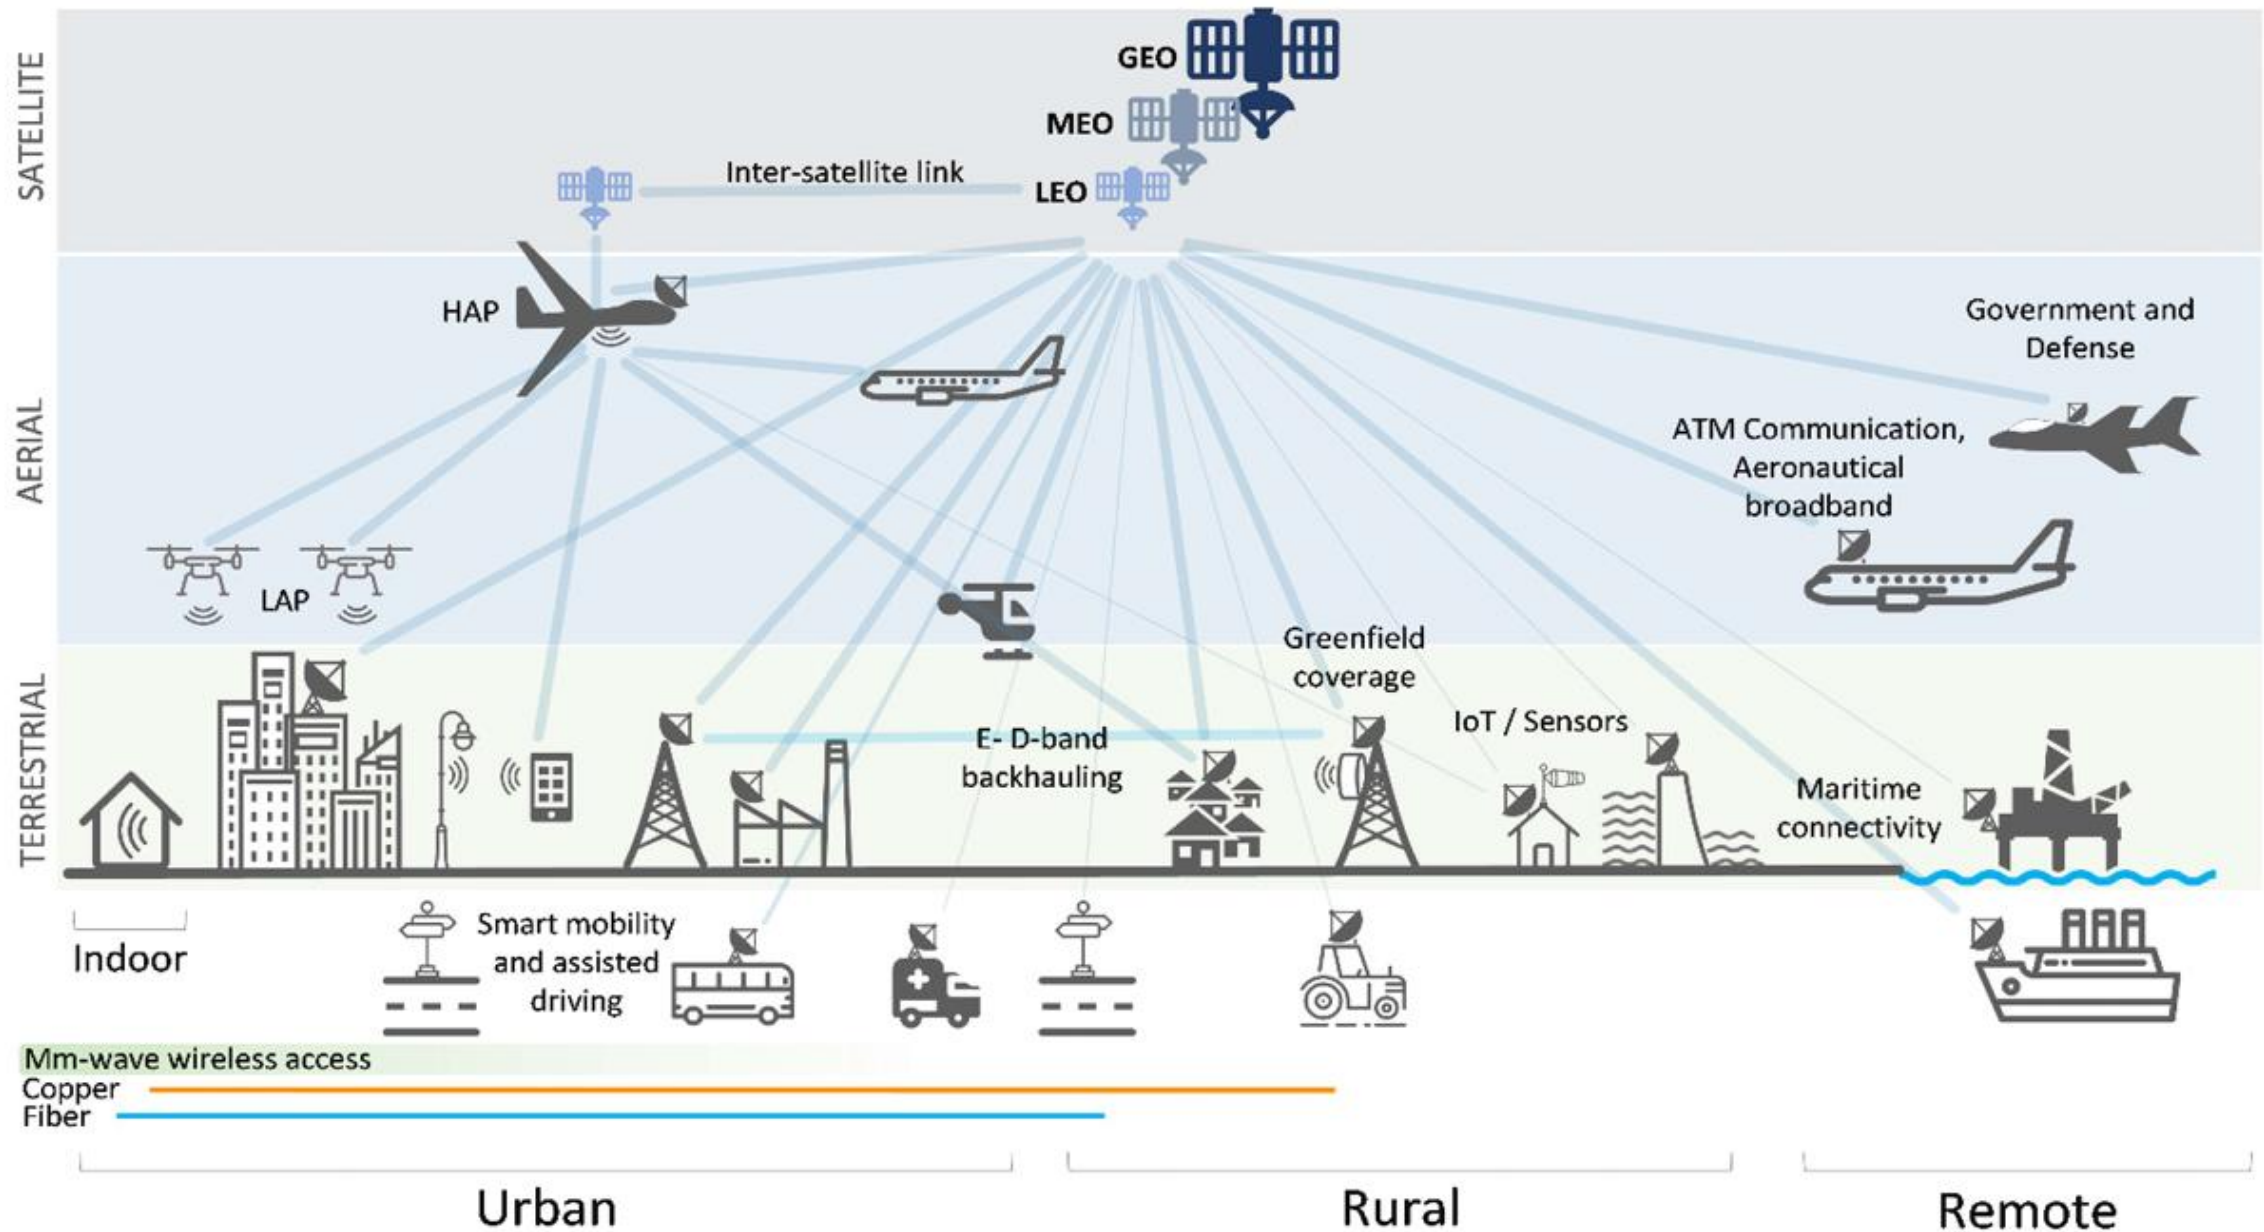 SATELLITE
GEO
MEO
Inter-satellite link
LEO
AERIAL
HAP
Government and
Defense
ATM Communication,
Aeronautical
broadband
LAP
TERRESTRIAL
Greenfield
coverage
E- D-band
backhauling
IoT / Sensors
Maritime
connectivity
Indoor
Smart mobility
and assisted
driving
Mm-wave wireless access
Copper
Fiber
Urban
Rural
Remote